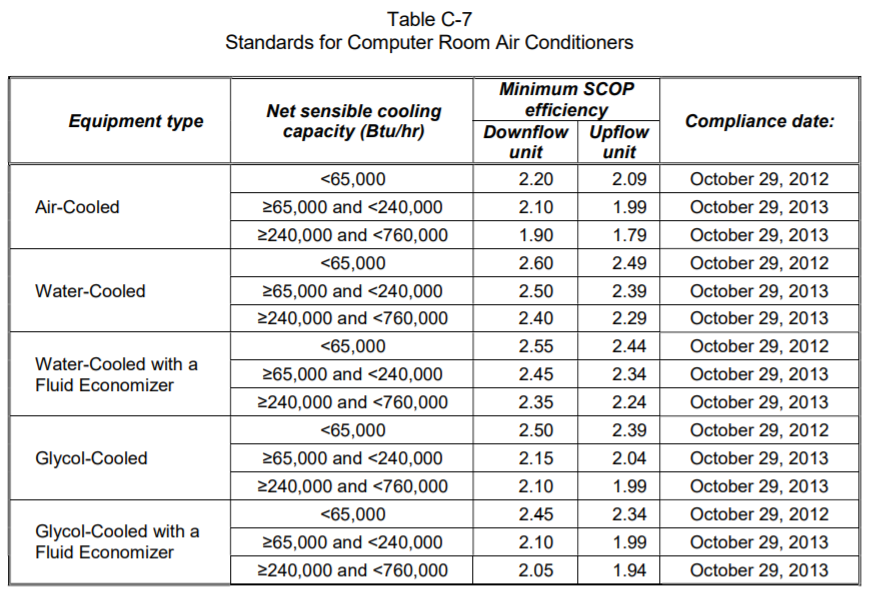 Table C-7
Standards for Computer Room Air Conditioners
Equipment type
Net sensible cooling
capacity (Btu/hr)
Minimum SCOP
efficiency
Downflow
unit
Upflow
unit
Compliance date:
Air-Cooled
<65,000 2.20 2.09 October 29, 2012
≥65,000 and <240,000 2.10 1.99 October 29, 2013
≥240,000 and <760,000 1.90 1.79 October 29, 2013
Water-Cooled
<65,000 2.60 2.49 October 29, 2012
≥65,000 and <240,000 2.50 2.39 October 29, 2013
≥240,000 and <760,000 2.40 2.29 October 29, 2013
Water-Cooled with a
Fluid Economizer
<65,000 2.55 2.44 October 29, 2012
≥65,000 and <240,000 2.45 2.34 October 29, 2013
≥240,000 and <760,000 2.35 2.24 October 29, 2013
Glycol-Cooled
<65,000 2.50 2.39 October 29, 2012
≥65,000 and <240,000 2.15 2.04 October 29, 2013
≥240,000 and <760,000 2.10 1.99 October 29, 2013
Glycol-Cooled with a
Fluid Economizer
<65,000 2.45 2.34 October 29, 2012
≥65,000 and <240,000 2.10 1.99 October 29, 2013
≥240,000 and <760,000 2.05 1.94 October 29, 2013